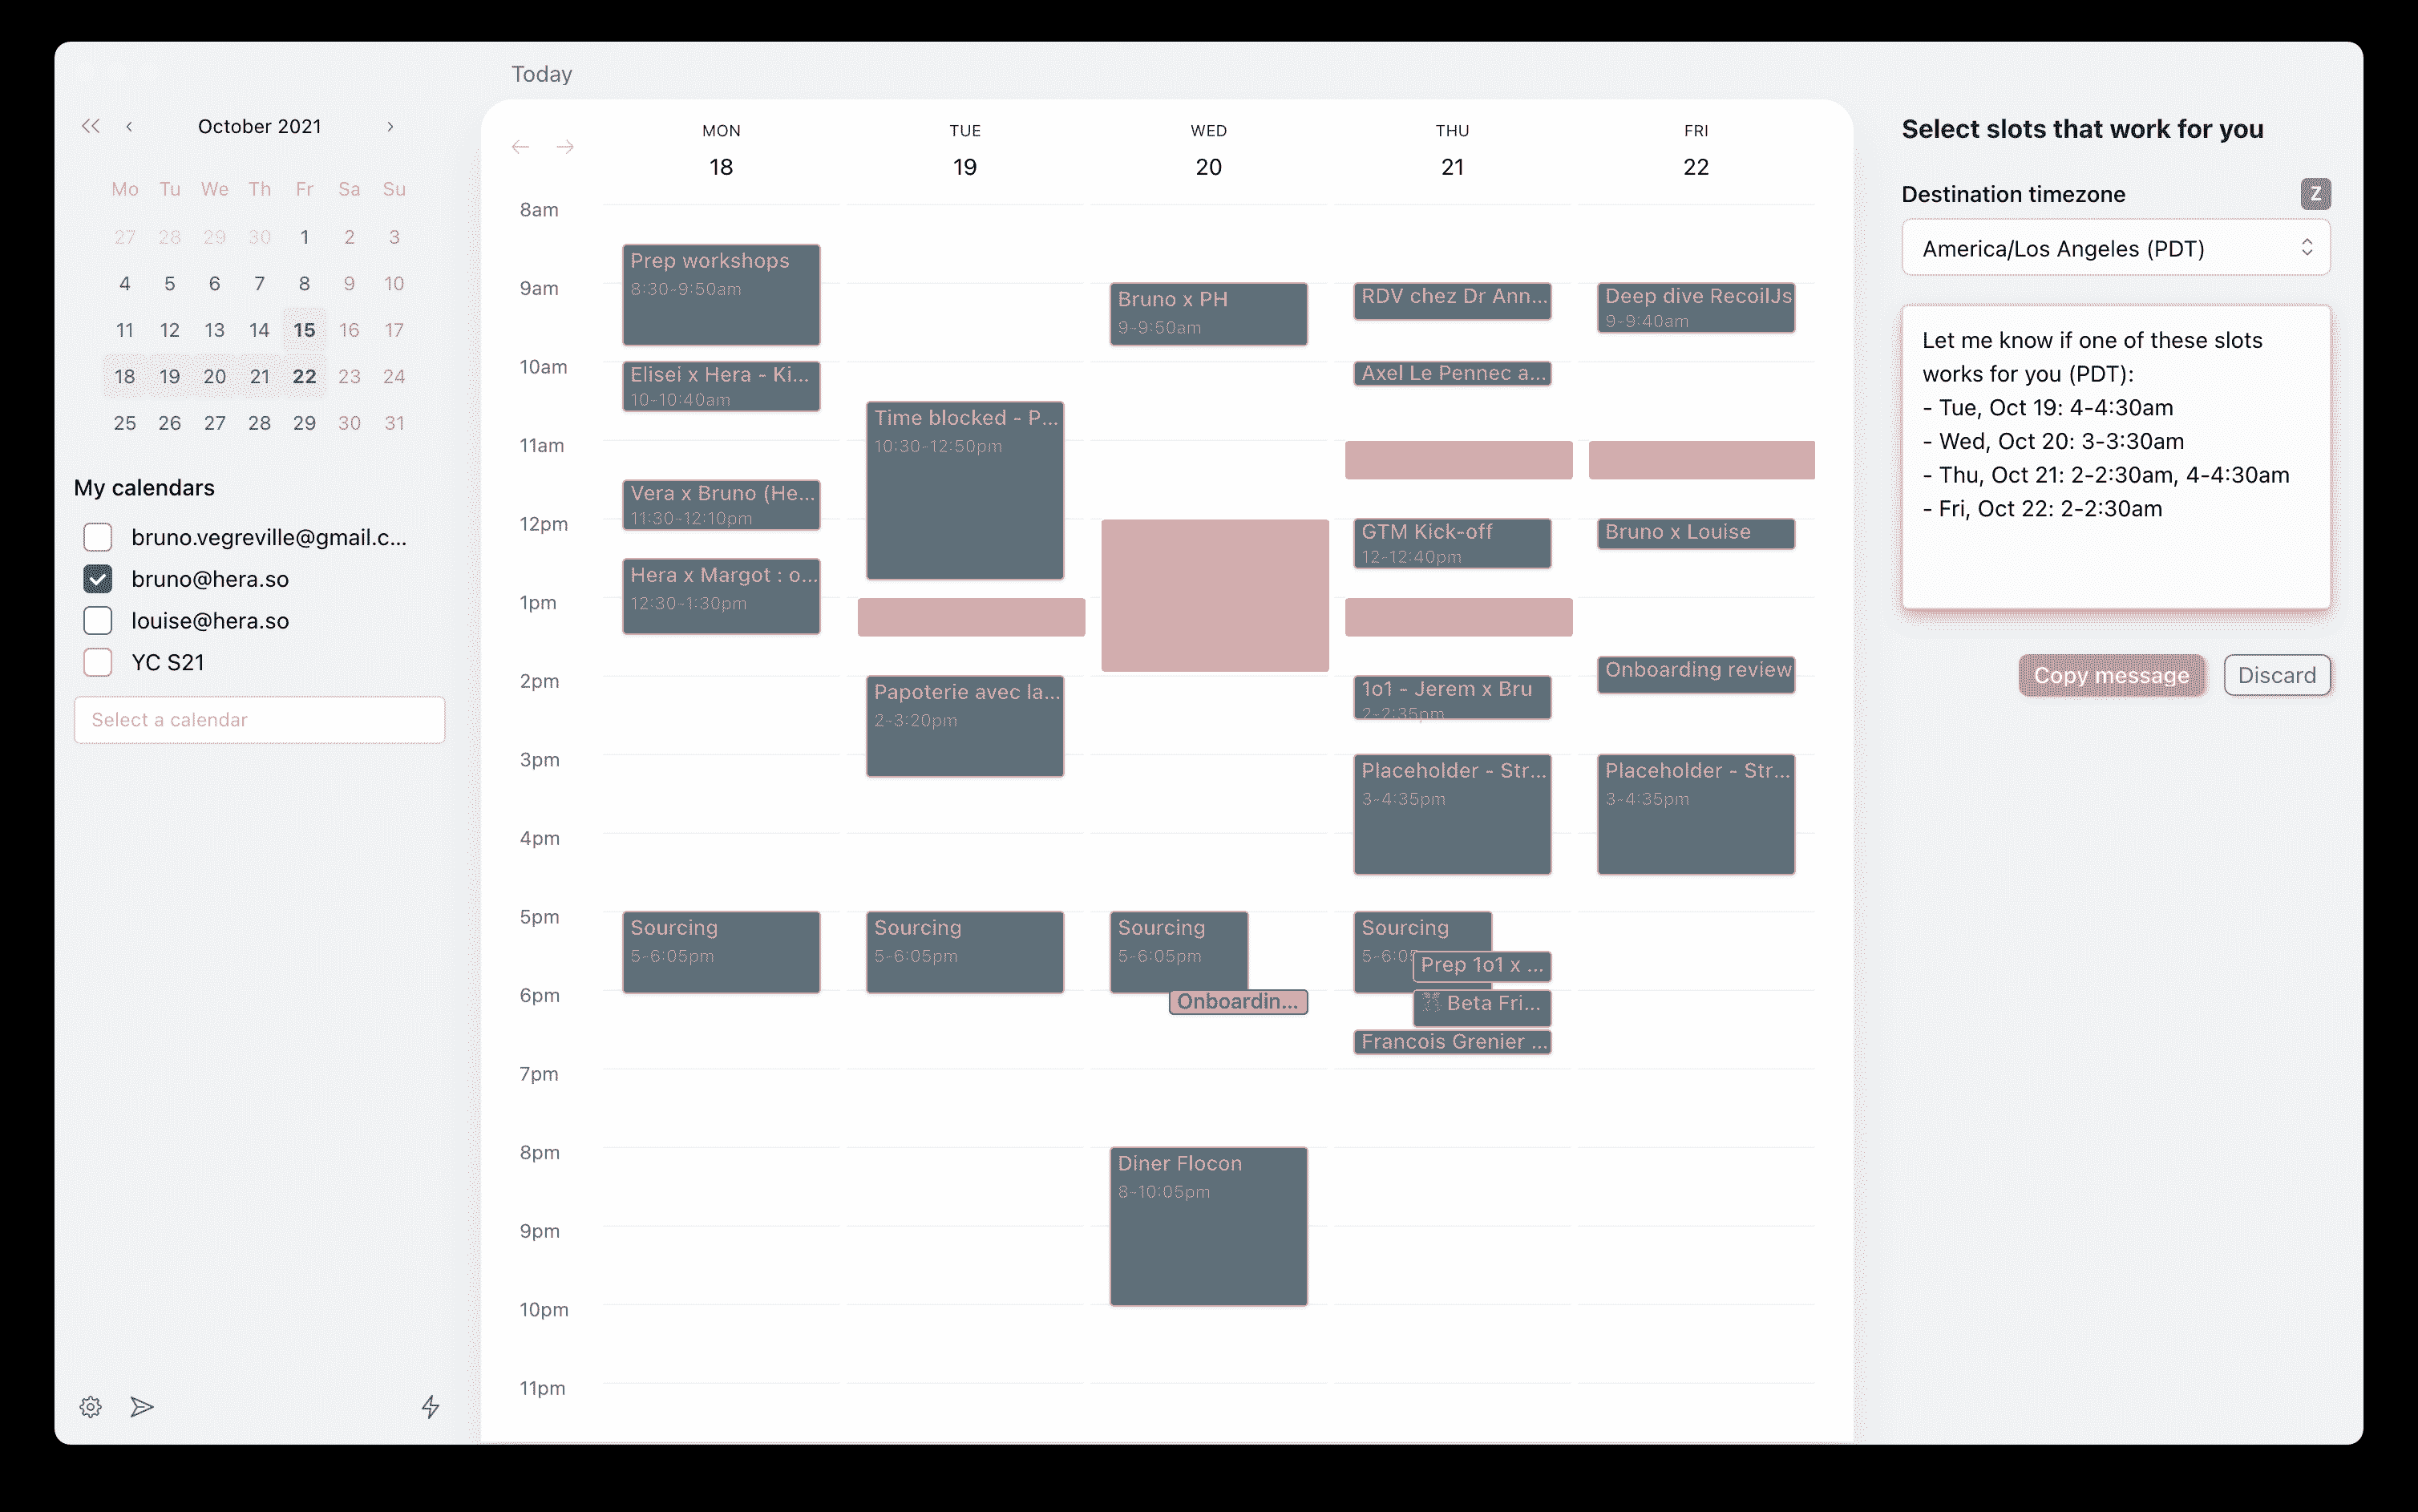 Today
October 2021
Mo Tu We Th Fr Sa Su
27 28 29 30 1 2 3
4 5 6 7 8 9 10
11 12 13 14 15 16 17
18 19 20 21 22 23 24
25 26 27 28 29 30 31
My calendars
bruno.vegreville@gmail.c...
bruno@hera.so
louise@hera.so
YC S21
Select a calendar
MON TUE WED THU FRI
18 19 20 21 22
8am
9am
10am
11am
12pm
1pm
2pm
3pm
4pm
5pm
6pm
7pm
8pm
9pm
10pm
11pm
Prep workshops
8:30-9:50am
Elisei x Hera - Ki...
10-10:40am
Vera x Bruno (He...
11:30-12:10pm
Hera x Margot : o...
12:30-1:30pm
Sourcing
5-6:05pm
Time blocked - P...
10:30-12:50pm
Papoterie avec la...
2-3:20pm
Sourcing
5-6:05pm
Bruno x PH
9-9:50am
Sourcing
5-6:05pm
Onboardin...
Diner Flocon
8-10:05pm
RDV chez Dr Ann...
Axel Le Pennec a...
GTM Kick-off
12-12:40pm
1o1 - Jerem x Bru
2-2:35pm
Placeholder - Str...
3-4:35pm
Sourcing
5-6:05
Prep 1o1 x ...
Beta Fri...
Francois Grenier ...
Deep dive RecoilJs
9-9:40am
Bruno x Louise
Onboarding review
Placeholder - Str...
3-4:35pm
Select slots that work for you
Destination timezone
Z
America/Los Angeles (PDT)
Let me know if one of these slots
works for you (PDT):
- Tue, Oct 19: 4-4:30am
- Wed, Oct 20: 3-3:30am
- Thu, Oct 21: 2-2:30am, 4-4:30am
- Fri, Oct 22: 2-2:30am
Copy message
Discard